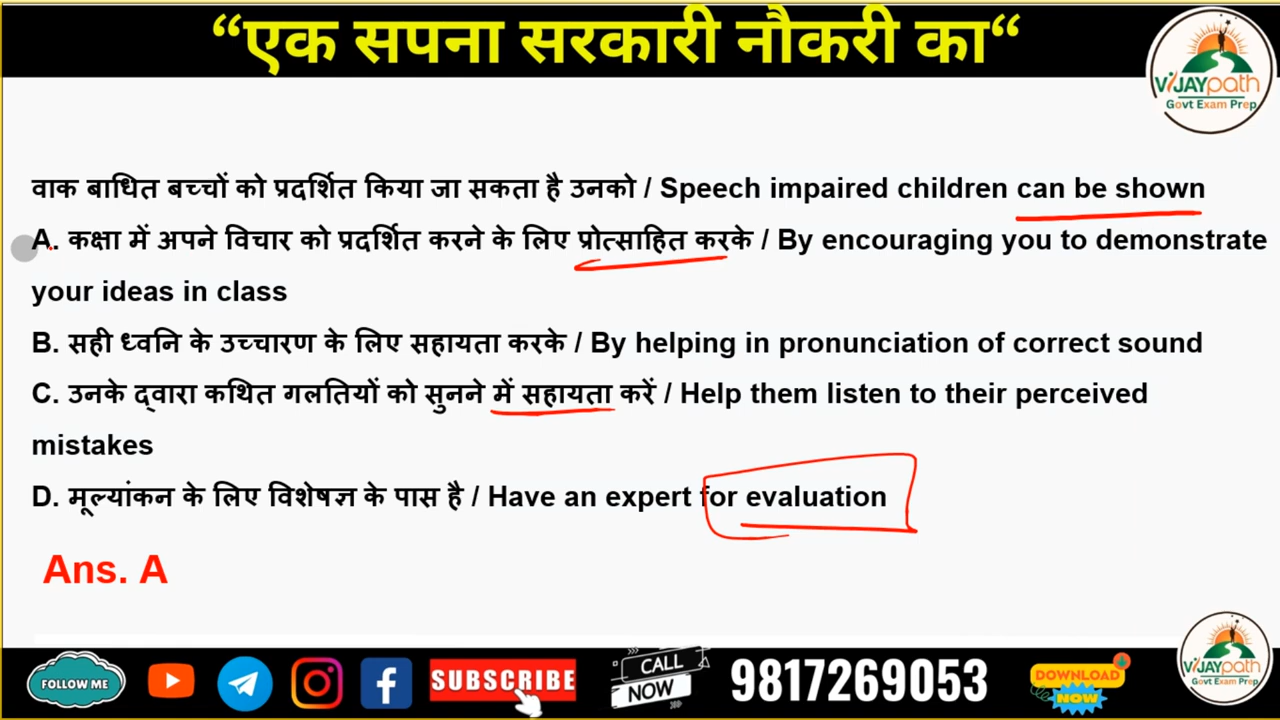 “एक सपना सरकारी नौकरी का“
VIJAYpath
Govt Exam Prep
वाक बाधित बच्चों को प्रदर्शित किया जा सकता है उनको / Speech impaired children can be shown
A. कक्षा में अपने विचार को प्रदर्शित करने के लिए प्रोत्साहित करके / By encouraging you to demonstrate
your ideas in class
B. सही ध्वनि के उच्चारण के लिए सहायता करके / By helping in pronunciation of correct sound
C. उनके द्वारा कथित गलतियों को सुनने में सहायता करें / Help them listen to their perceived
mistakes
D. मूल्यांकन के लिए विशेषज्ञ के पास है / Have an expert for evaluation
Ans. A
FOLLOW ME
SUBSCRIBE
CALL
NOW
9817269053
DOWNLOAD
NOW
VIJAYpath
Govt Exam Prep